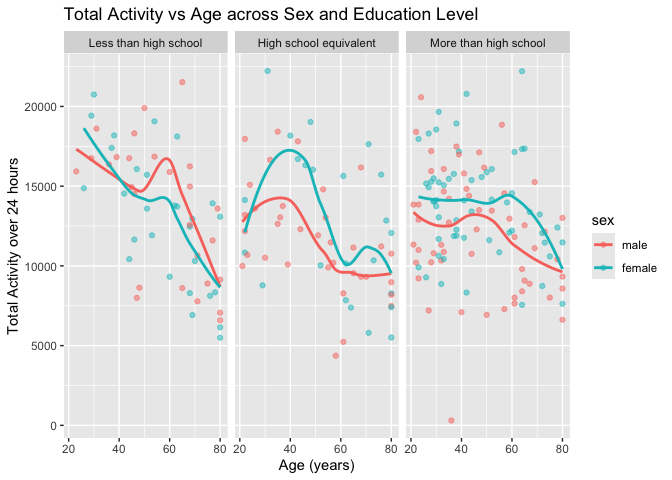 Total Activity vs Age across Sex and Education Level
Less than high school
High school equivalent
More than high school
Total Activity over 24 hours
20000
15000
10000
5000
0
20 40 60 80
20 40 60 80
20 40 60 80
Age (years)
sex
male
female